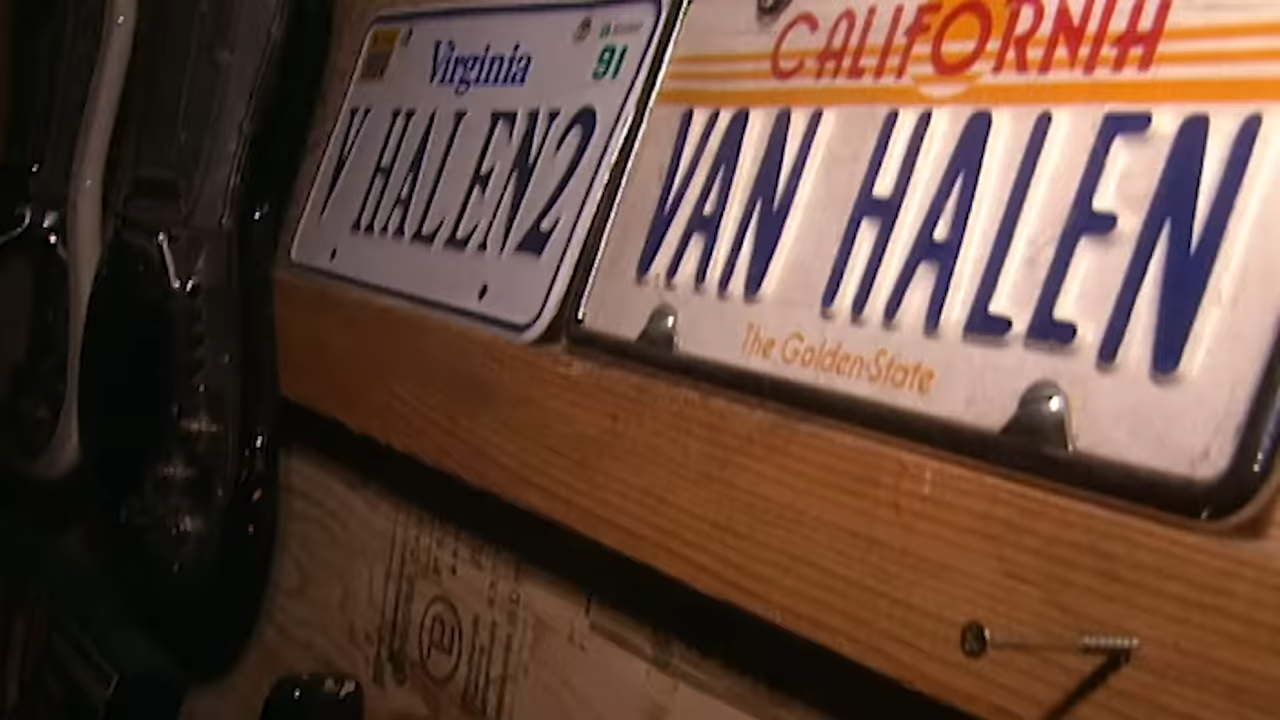 Virginia
91
V HALEN2
CALIFORNIA
VAN HALEN
The Golden State